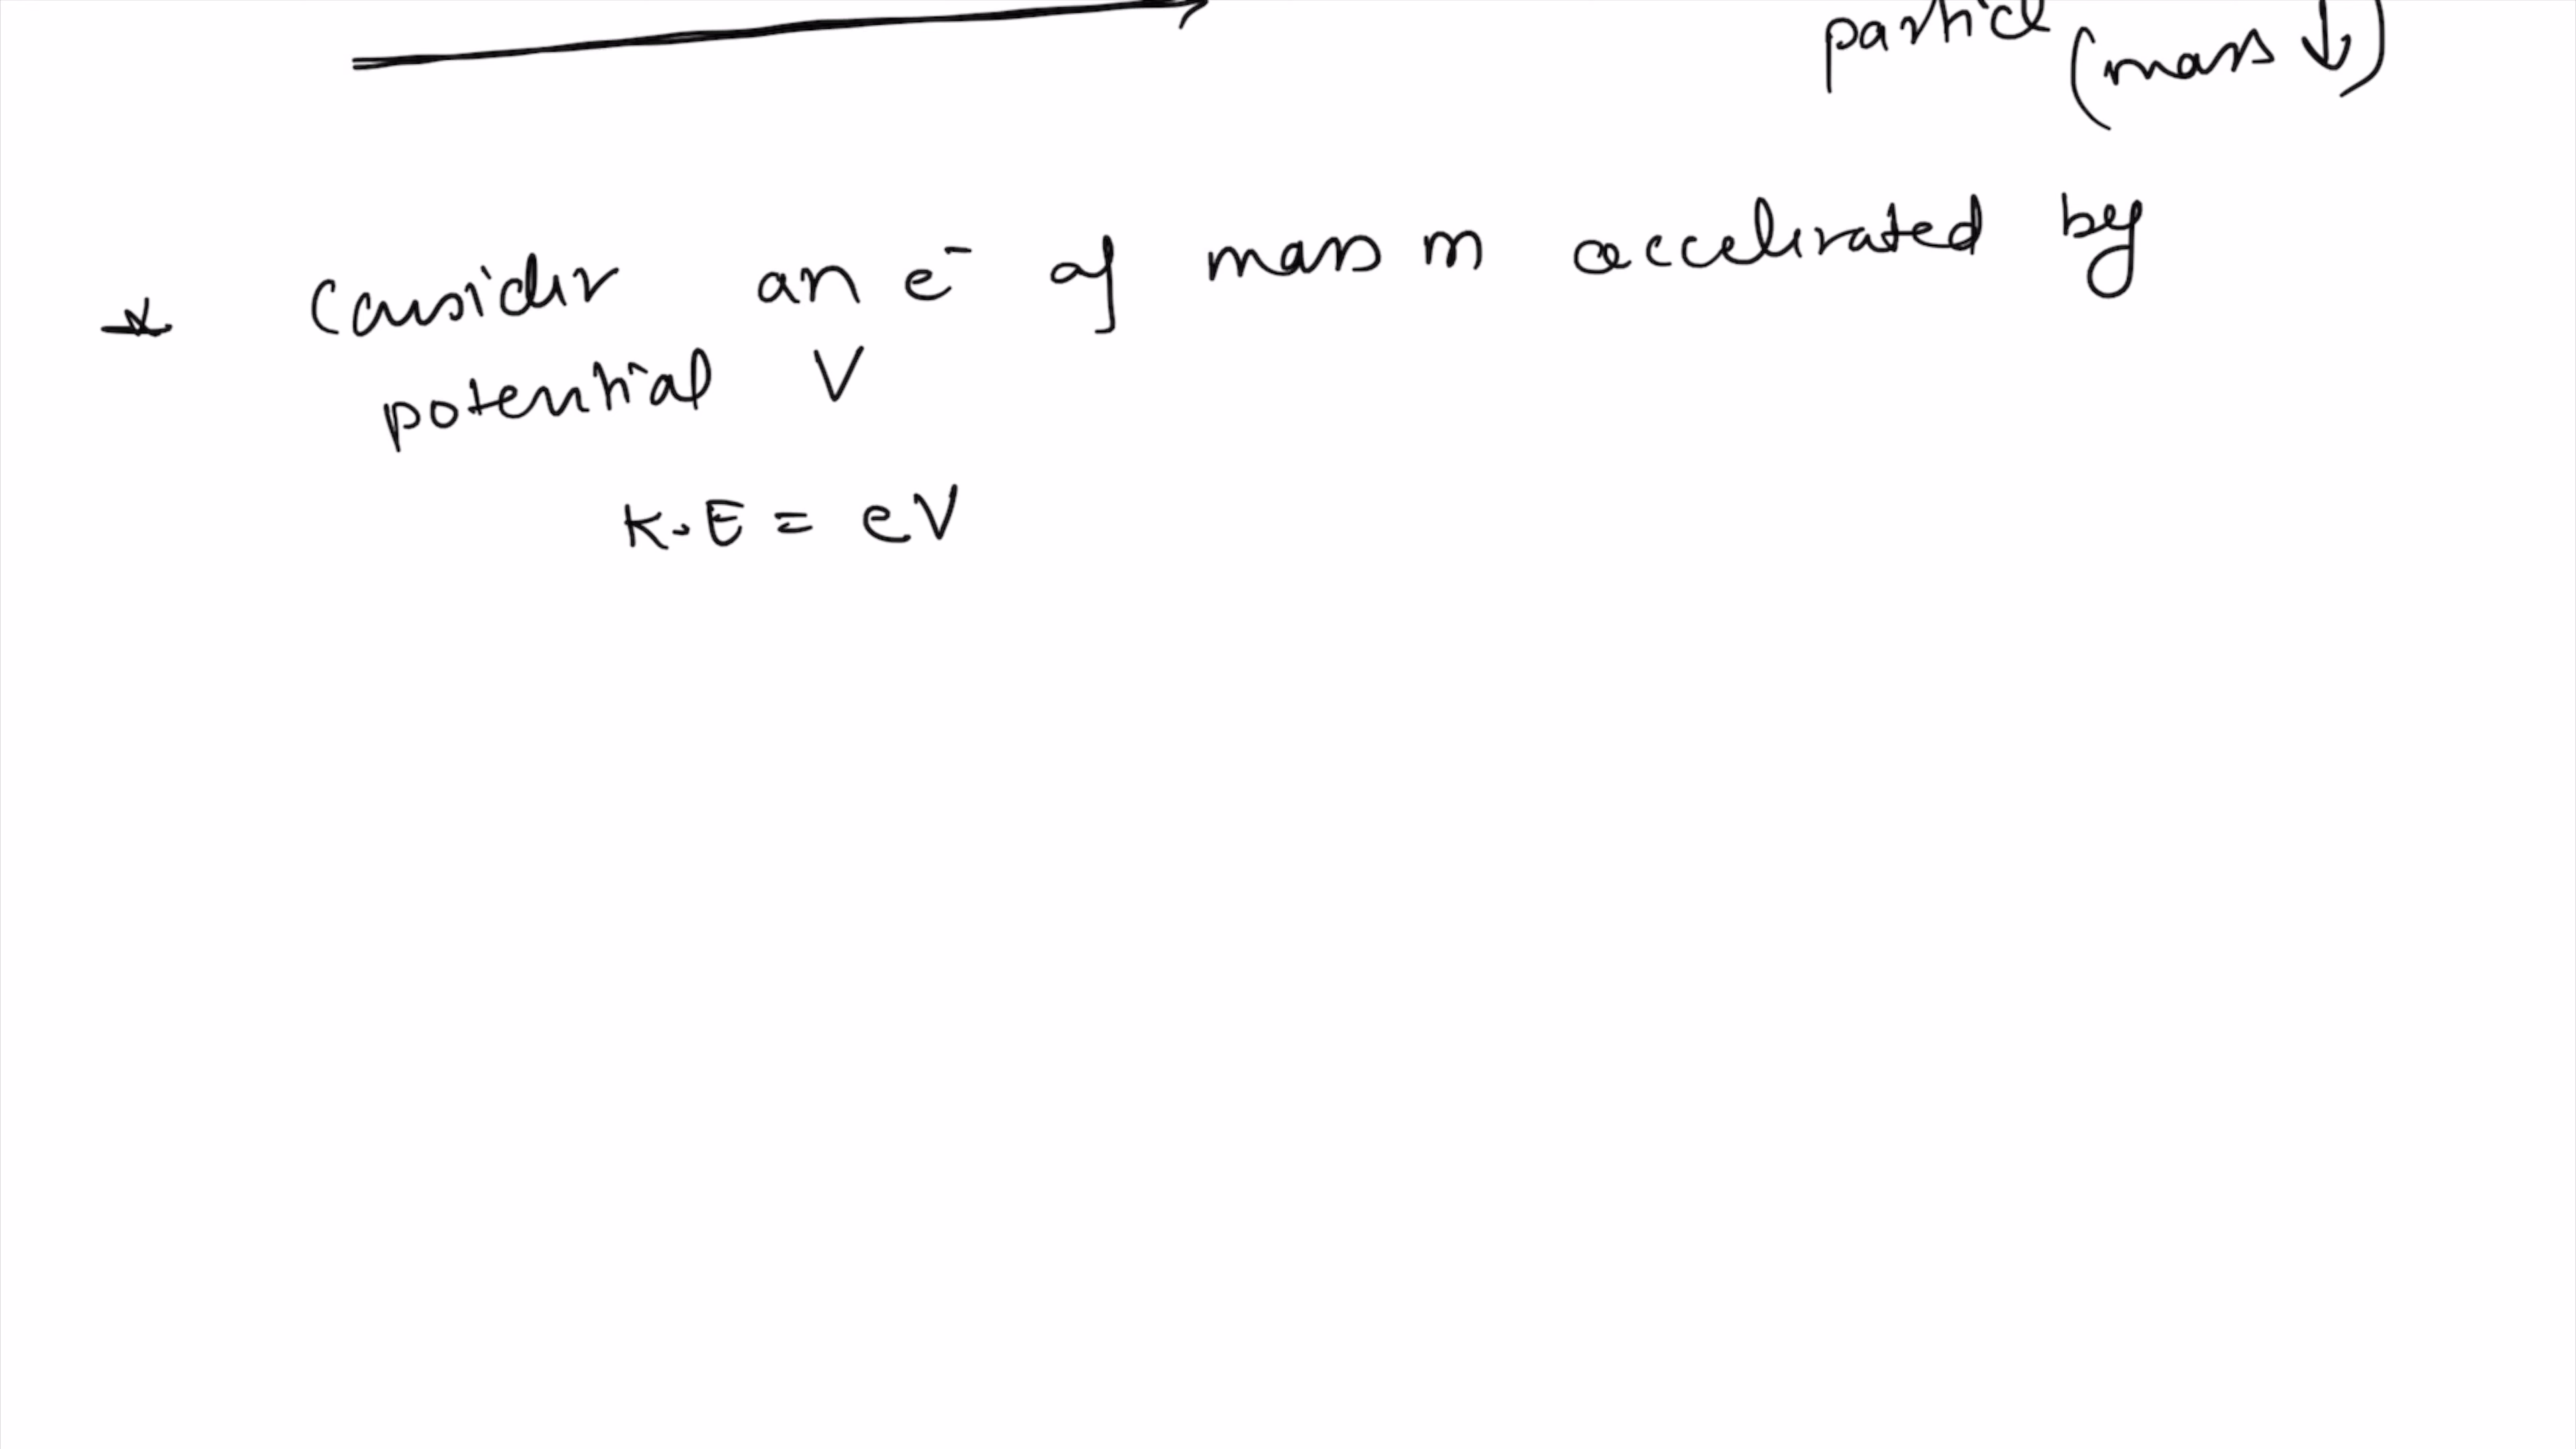 particle (mass ↓)
* Consider an e⁻ of mass m accelerated by
potential V
K.E = eV